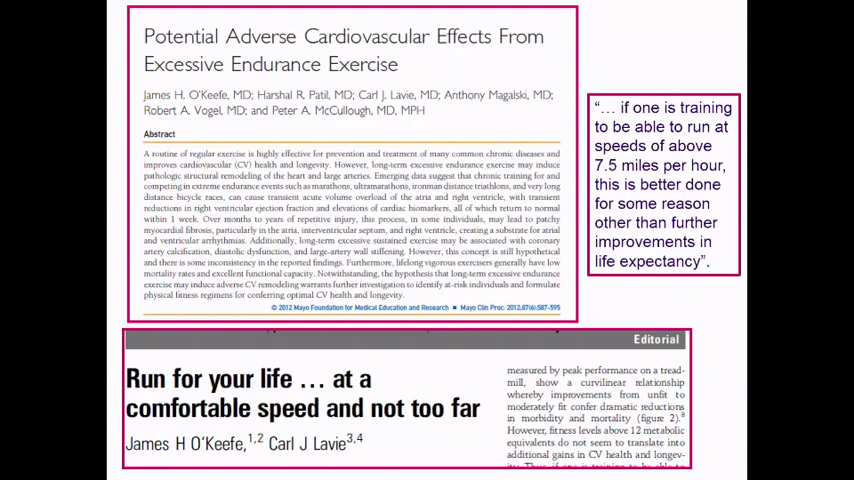 Potential Adverse Cardiovascular Effects From
Excessive Endurance Exercise
James H. O'Keefe, MD; Harshal R. Patil, MD; Carl J. Lavie, MD; Anthony Magalski, MD;
Robert A. Vogel, MD; and Peter A. McCullough, MD, MPH
Abstract
A routine of regular exercise is highly effective for prevention and treatment of many common chronic diseases and
improves cardiovascular (CV) health and longevity. However, long-term excessive endurance exercise may induce
pathologic structural remodeling of the heart and large arteries. Emerging data suggest that chronic training for and
competing in extreme endurance events such as marathons, ultramarathons, ironman distance triathlons, and very long
distance bicycle races, can cause transient acute volume overload of the atria and right ventricle, with transient
reductions in right ventricular ejection fraction and elevations of cardiac biomarkers, all of which return to normal
within 1 week. Over months to years of repetitive injury, this process, in some individuals, may lead to patchy
myocardial fibrosis, particularly in the atria, interventricular septum, and right ventricle, creating a substrate for atrial
and ventricular arrhythmias. Additionally, long-term excessive sustained exercise may be associated with coronary
artery calcification, diastolic dysfunction, and large-artery wall stiffening. However, this concept is still hypothetical
and there is some inconsistency in the reported findings. Furthermore, lifelong vigorous exercisers generally have low
mortality rates and excellent functional capacity. Notwithstanding, the hypothesis that long-term excessive endurance
exercise may induce adverse CV remodeling warrants further investigation to identify at-risk individuals and formulate
physical fitness regimens for conferring optimal CV health and longevity.
© 2012 Mayo Foundation for Medical Education and Research ■ Mayo Clin Proc. 2012;87(6):587-595
"… if one is training
to be able to run at
speeds of above
7.5 miles per hour,
this is better done
for some reason
other than further
improvements in
life expectancy".
Editorial
Run for your life … at a
comfortable speed and not too far
James H O'Keefe,1,2 Carl J Lavie3,4
measured by peak performance on a tread-
mill, show a curvilinear relationship
whereby improvements from unfit to
moderately fit confer dramatic reductions
in morbidity and mortality (figure 2).8
However, fitness levels above 12 metabolic
equivalents do not seem to translate into
additional gains in CV health and longev-